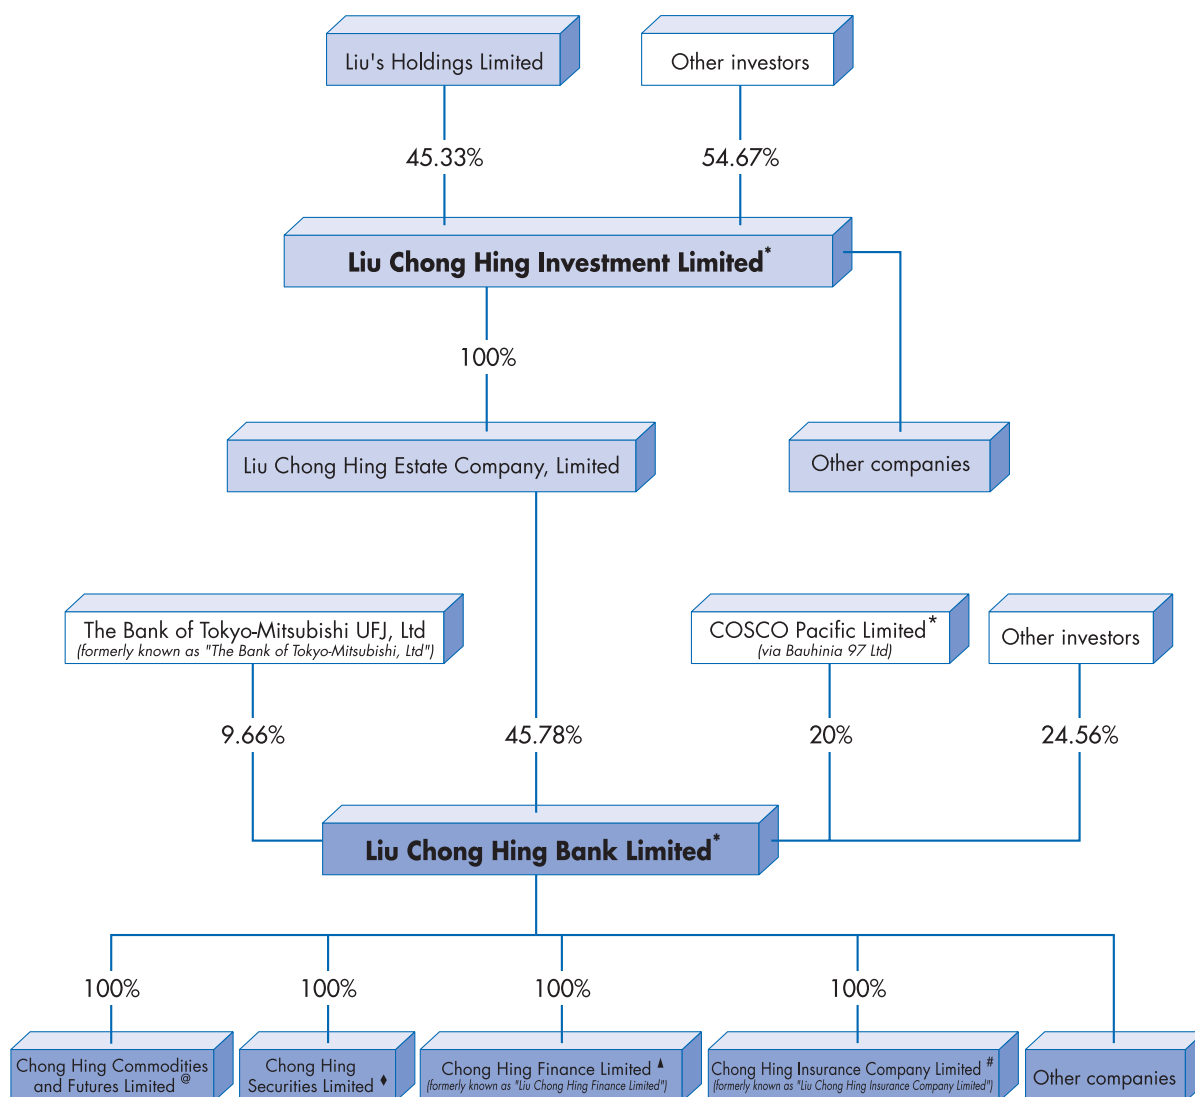 Liu's Holdings Limited
Other investors
45.33%
54.67%
Liu Chong Hing Investment Limited*
100%
Liu Chong Hing Estate Company, Limited
Other companies
The Bank of Tokyo-Mitsubishi UFJ, Ltd
(formerly known as "The Bank of Tokyo-Mitsubishi, Ltd")
COSCO Pacific Limited*
(via Bauhinia 97 Ltd)
Other investors
9.66%
45.78%
20%
24.56%
Liu Chong Hing Bank Limited*
100%
100%
100%
100%
Chong Hing Commodities
and Futures Limited @
Chong Hing
Securities Limited ♦
Chong Hing Finance Limited ▲
(formerly known as "Liu Chong Hing Finance Limited")
Chong Hing Insurance Company Limited #
(formerly known as "Liu Chong Hing Insurance Company Limited")
Other companies